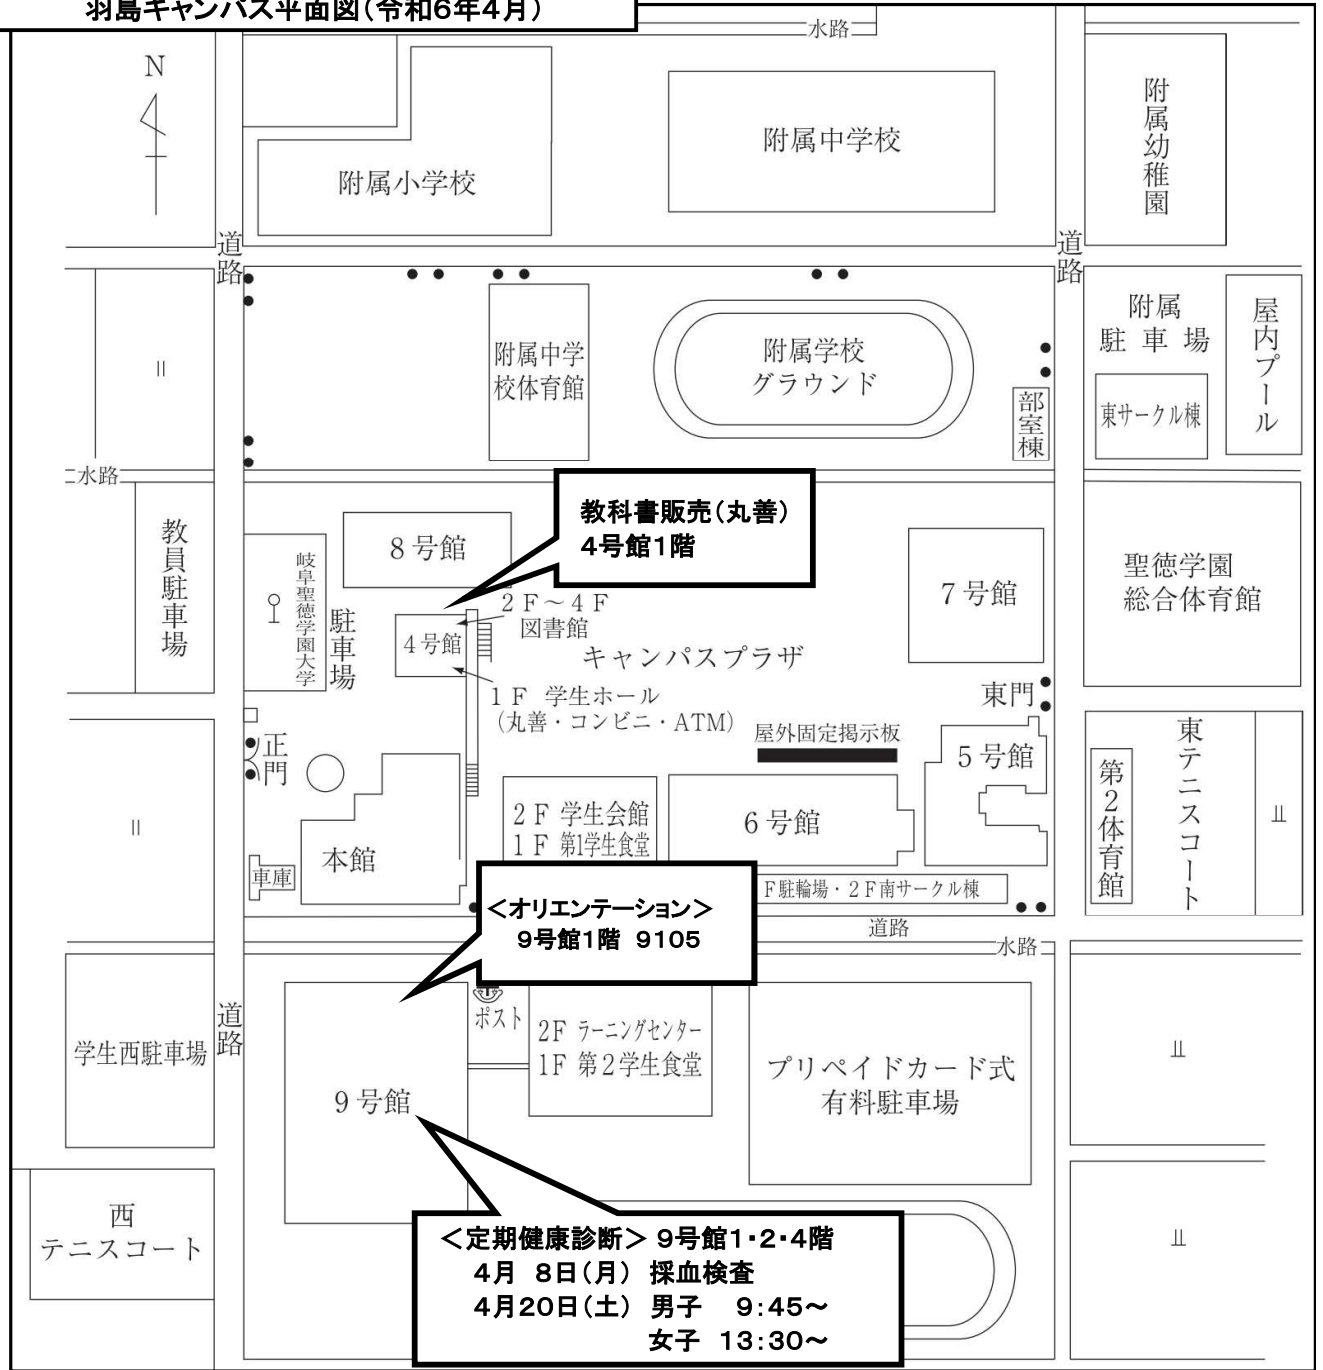 羽島キャンパス平面図（令和6年4月）
水路
N
附属小学校
附属中学校
附属幼稚園
道路
道路
附属中学
校体育館
附属学校
グラウンド
部室棟
附属
駐車場
東サークル棟
屋内プール
〃
水路
教員駐車場
岐阜聖徳学園大学
駐車場
8号館
教科書販売（丸善）
4号館1階
2F～4F
図書館
4号館
キャンパスプラザ
1F 学生ホール
（丸善・コンビニ・ATM）
7号館
聖徳学園
総合体育館
東門
正門
屋外固定掲示板
5号館
6号館
2F 学生会館
1F 第1学生食堂
本館
車庫
F駐輪場・2F南サークル棟
第2体育館
東テニスコート
＜オリエンテーション＞
9号館1階 9105
道路
水路
道路
学生西駐車場
ポスト
2F ラーニングセンター
1F 第2学生食堂
プリペイドカード式
有料駐車場
9号館
西
テニスコート
＜定期健康診断＞ 9号館1・2・4階
4月 8日（月） 採血検査
4月20日（土） 男子 9：45～
女子 13：30～